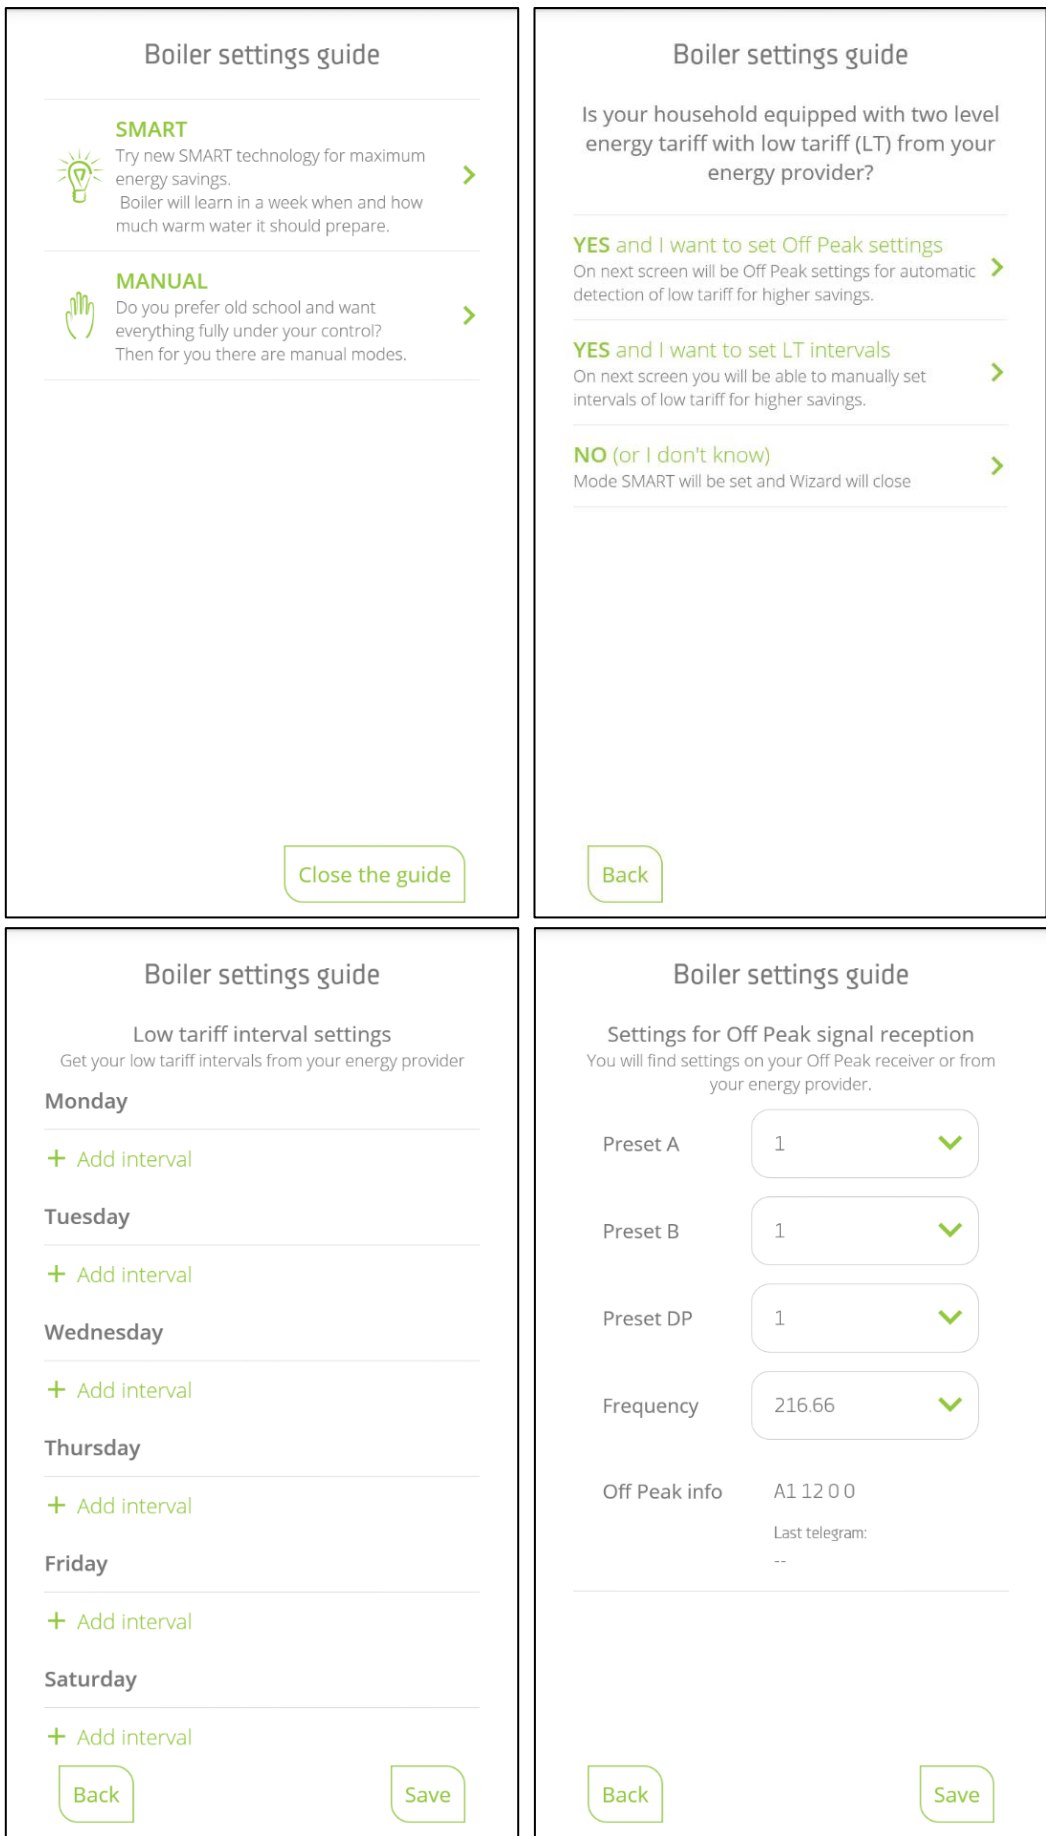 Boiler settings guide
SMART
Try new SMART technology for maximum
energy savings.
Boiler will learn in a week when and how
much warm water it should prepare.
MANUAL
Do you prefer old school and want
everything fully under your control?
Then for you there are manual modes.
Close the guide
Boiler settings guide
Is your household equipped with two level
energy tariff with low tariff (LT) from your
energy provider?
YES and I want to set Off Peak settings
On next screen will be Off Peak settings for automatic
detection of low tariff for higher savings.
YES and I want to set LT intervals
On next screen you will be able to manually set
intervals of low tariff for higher savings.
NO (or I don't know)
Mode SMART will be set and Wizard will close
Back
Boiler settings guide
Low tariff interval settings
Get your low tariff intervals from your energy provider
Monday
+ Add interval
Tuesday
+ Add interval
Wednesday
+ Add interval
Thursday
+ Add interval
Friday
+ Add interval
Saturday
+ Add interval
Back
Save
Boiler settings guide
Settings for Off Peak signal reception
You will find settings on your Off Peak receiver or from
your energy provider.
Preset A 1
Preset B 1
Preset DP 1
Frequency 216.66
Off Peak info A1 12 0 0
Last telegram:
--
Back
Save